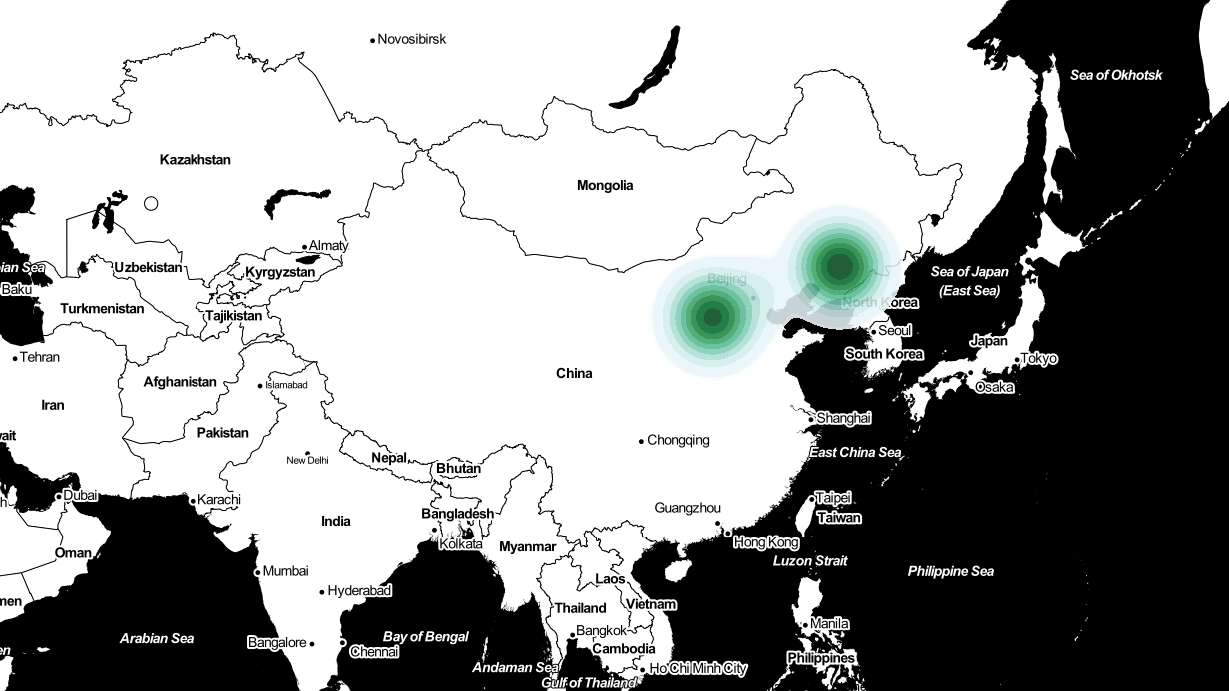 Novosibirsk
Sea of Okhotsk
Kazakhstan
Mongolia
Almaty
ian Sea
Uzbekistan
Kyrgyzstan
Beijing
Sea of Japan
(East Sea)
Baku
Turkmenistan
Tajikistan
North Korea
Seoul
Japan
Tehran
South Korea
Tokyo
China
Afghanistan
Islamabad
Osaka
Iran
Pakistan
Shanghai
wait
Chongqing
New Delhi
Nepal
Bhutan
East China Sea
Dubai
Karachi
Taipei
Guangzhou
Taiwan
India
Bangladesh
Kolkata
Hong Kong
Oman
Myanmar
Luzon Strait
Philippine Sea
Mumbai
Laos
Hyderabad
men
Thailand
Vietnam
Manila
Arabian Sea
Bay of Bengal
Bangkok
Bangalore
Chennai
Cambodia
en
Philippines
Andaman Sea
Ho Chi Minh City
Gulf of Thailand